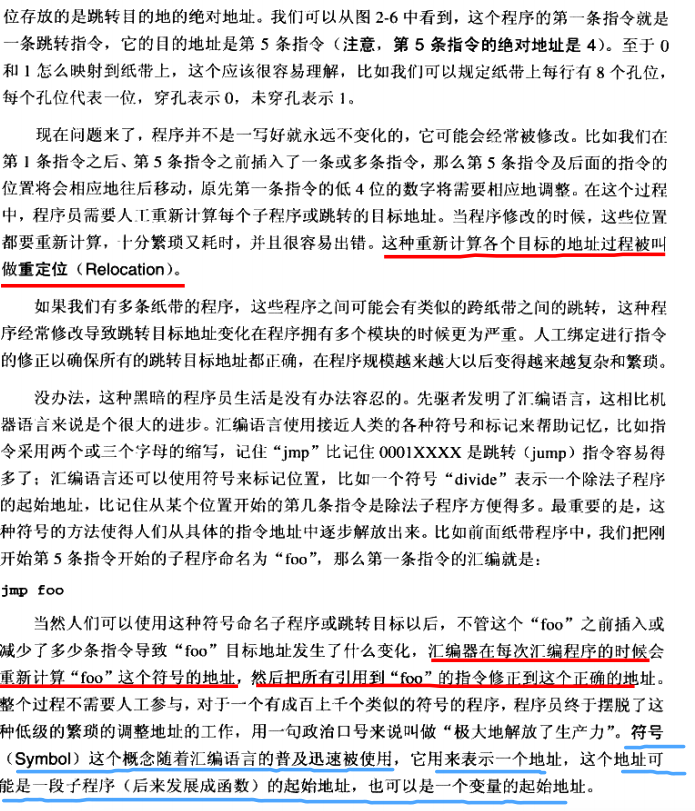 位存放的是跳转目的地的绝对地址。我们可以从图 2-6 中看到，这个程序的第一条指令就是
一条跳转指令，它的目的地址是第 5 条指令（注意，第 5 条指令的绝对地址是 4）。至于 0
和 1 怎么映射到纸带上，这个应该很容易理解，比如我们可以规定纸带上每行有 8 个孔位，
每个孔位代表一位，穿孔表示 0，未穿孔表示 1。
现在问题来了，程序并不是一写好就永远不变化的，它可能会经常被修改。比如我们在
第 1 条指令之后、第 5 条指令之前插入了一条或多条指令，那么第 5 条指令及后面的指令的
位置将会相应地往后移动，原先第一条指令的低 4 位的数字将需要相应地调整。在这个过程
中，程序员需要人工重新计算每个子程序或跳转的目标地址。当程序修改的时候，这些位置
都要重新计算，十分繁琐又耗时，并且很容易出错。这种重新计算各个目标的地址过程被叫
做重定位（Relocation）。
如果我们有多条纸带的程序，这些程序之间可能会有类似的跨纸带之间的跳转，这种程
序经常修改导致跳转目标地址变化在程序拥有多个模块的时候更为严重。人工绑定进行指令
的修正以确保所有的跳转目标地址都正确，在程序规模越来越大以后变得越来越复杂和繁琐。
没办法，这种黑暗的程序员生活是没有办法容忍的。先驱者发明了汇编语言，这相比机
器语言来说是个很大的进步。汇编语言使用接近人类的各种符号和标记来帮助记忆，比如指
令采用两个或三个字母的缩写，记住“jmp”比记住 0001XXXX 是跳转（jump）指令容易得
多了；汇编语言还可以使用符号来标记位置，比如一个符号“divide”表示一个除法子程序
的起始地址，比记住从某个位置开始的第几条指令是除法子程序方便得多。最重要的是，这
种符号的方法使得人们从具体的指令地址中逐步解放出来。比如前面纸带程序中，我们把刚
开始第 5 条指令开始的子程序命名为“foo”，那么第一条指令的汇编就是：
jmp foo
当然人们可以使用这种符号命名子程序或跳转目标以后，不管这个“foo”之前插入或
减少了多少条指令导致“foo”目标地址发生了什么变化，汇编器在每次汇编程序的时候会
重新计算“foo”这个符号的地址，然后把所有引用到“foo”的指令修正到这个正确的地址。
整个过程不需要人工参与，对于一个有成百上千个类似的符号的程序，程序员终于摆脱了这
种低级的繁琐的调整地址的工作，用一句政治口号来说叫做“极大地解放了生产力”。符号
（Symbol）这个概念随着汇编语言的普及迅速被使用，它用来表示一个地址，这个地址可
能是一段子程序（后来发展成函数）的起始地址，也可以是一个变量的起始地址。